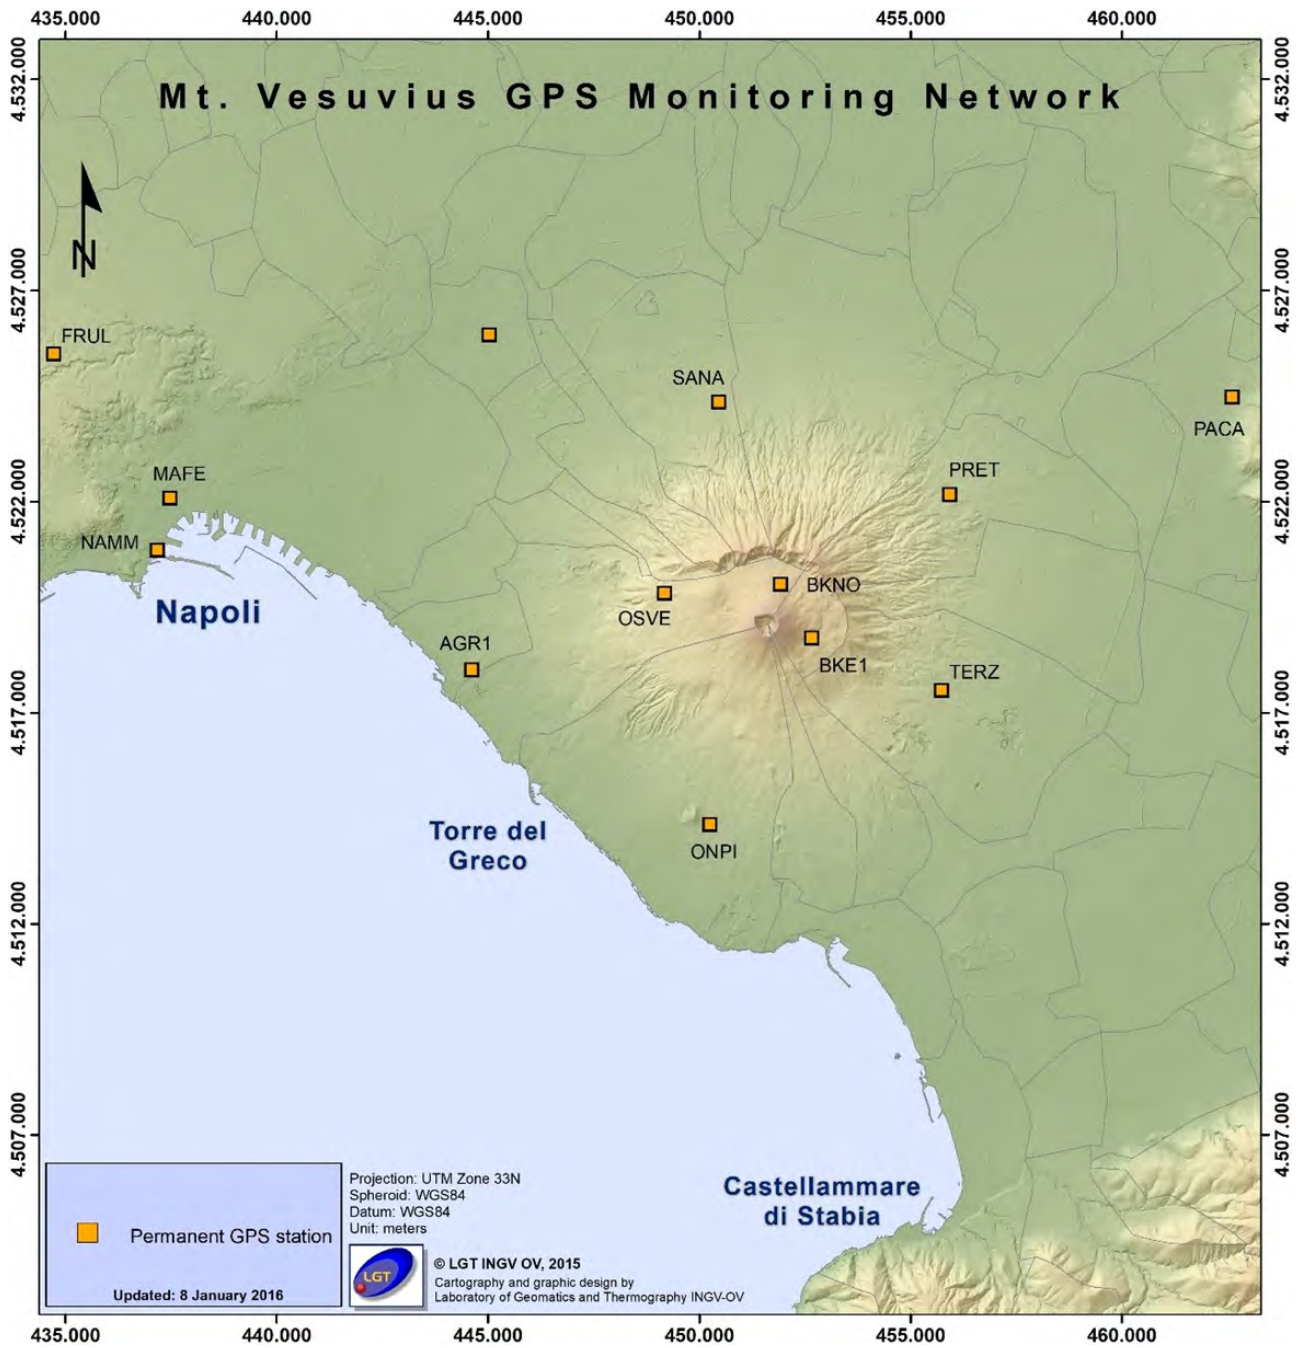 435.000 440.000 445.000 450.000 455.000 460.000
4.532.000 4.532.000
Mt. Vesuvius GPS Monitoring Network
N
4.527.000 4.527.000
FRUL
SANA
PACA
MAFE
PRET
4.522.000 4.522.000
NAMM
BKNO
Napoli
OSVE
AGR1
BKE1
TERZ
4.517.000 4.517.000
Torre del
Greco
ONPI
4.512.000 4.512.000
4.507.000 4.507.000
Castellammare
di Stabia
Permanent GPS station
Updated: 8 January 2016
Projection: UTM Zone 33N
Spheroid: WGS84
Datum: WGS84
Unit: meters
LGT
© LGT INGV OV, 2015
Cartography and graphic design by
Laboratory of Geomatics and Thermography INGV-OV
435.000 440.000 445.000 450.000 455.000 460.000